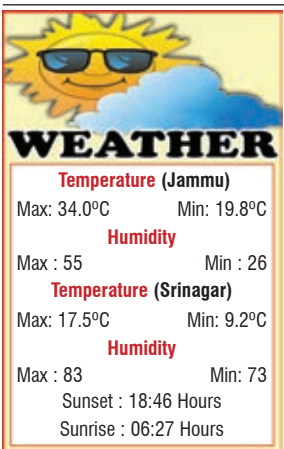 WEATHER
Temperature (Jammu)
Max: 34.0ºC Min: 19.8ºC
Humidity
Max : 55 Min : 26
Temperature (Srinagar)
Max: 17.5ºC Min: 9.2ºC
Humidity
Max : 83 Min: 73
Sunset : 18:46 Hours
Sunrise : 06:27 Hours